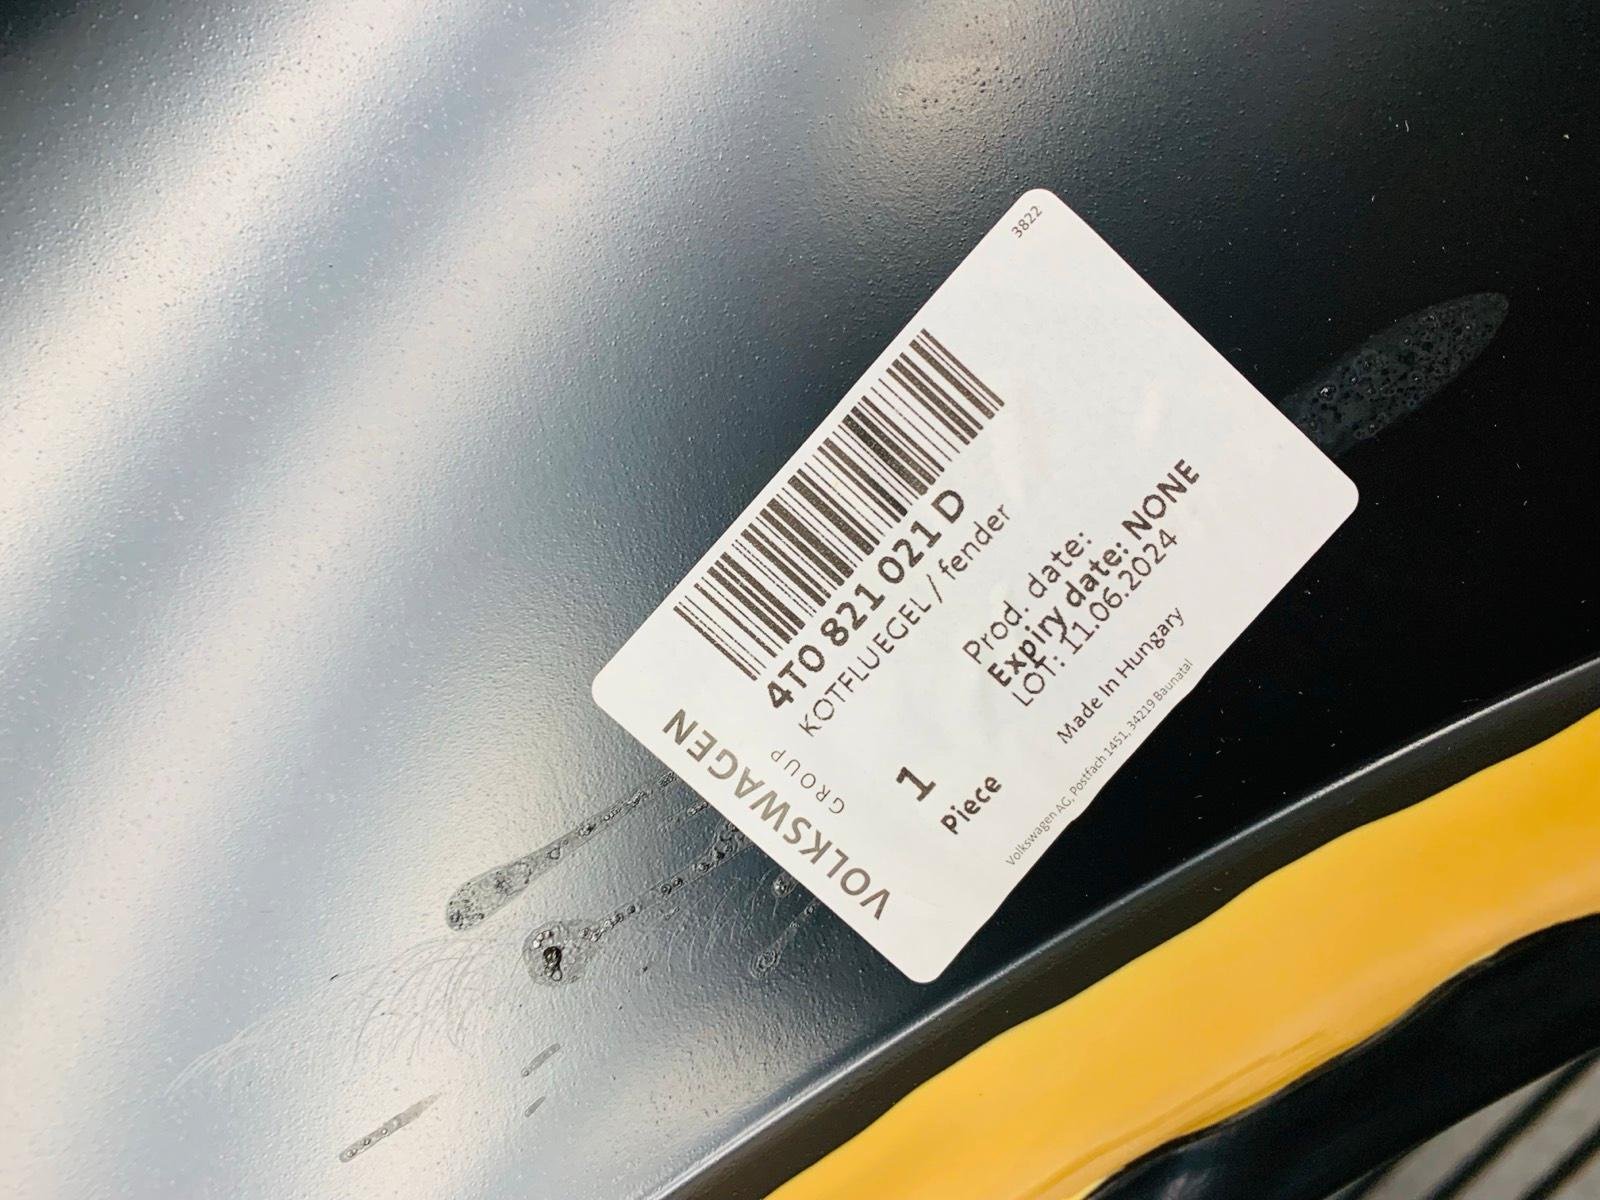 3822
4T0 821 021 D
KOTFLUEGEL / fender
Prod. date:
Expiry date: NONE
LOT: 11.06.2024
1
Piece
Made In Hungary
Volkswagen AG, Postfach 1451, 34219 Baunatal
VOLKSWAGEN
GROUP